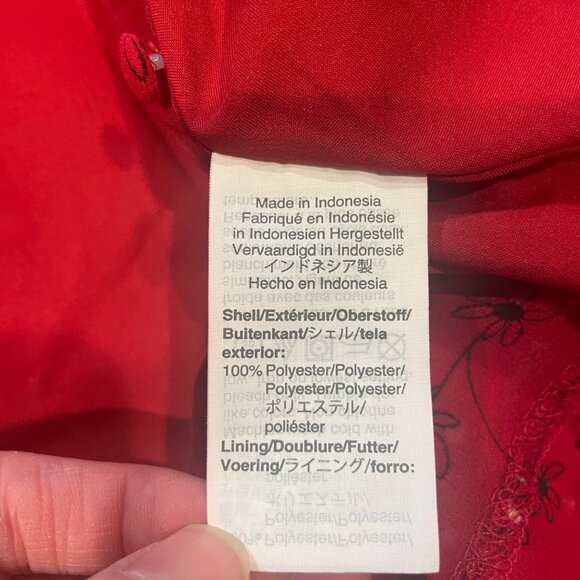 Made in Indonesia
Fabriqué en Indonésie
in Indonesien Hergestellt
Vervaardigd in Indonesië
インドネシア製
Hecho en Indonesia
Shell/Extérieur/Oberstoff/
Buitenkant/シェル/tela
exterior:
100% Polyester/Polyester/
Polyester/Polyester/
ポリエステル/
poliéster
Lining/Doublure/Futter/
Voering/ライニング/forro: